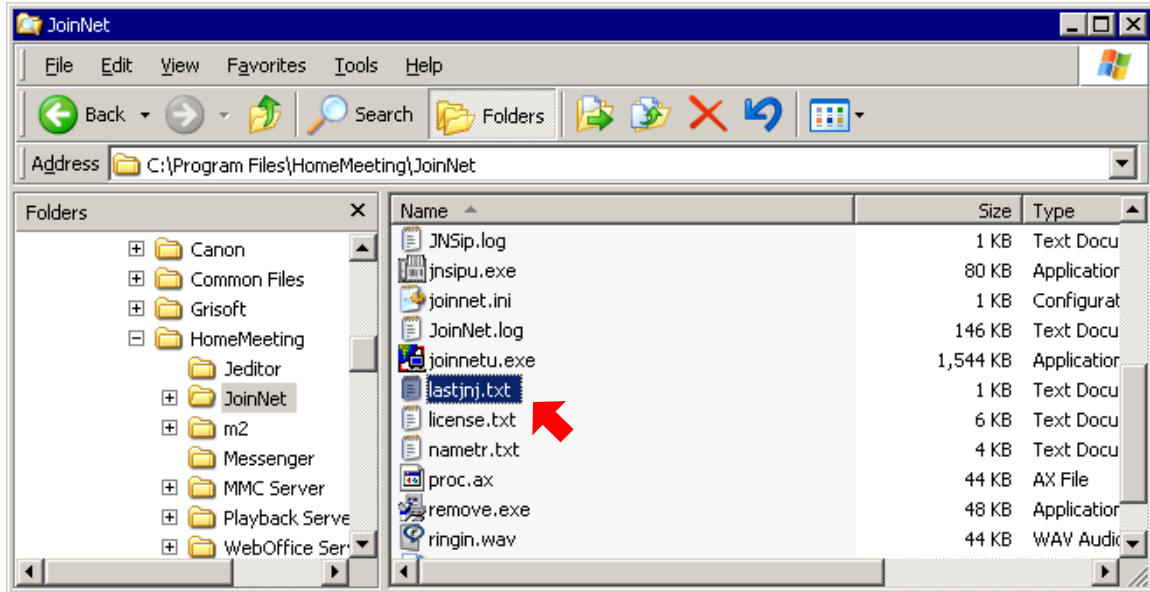 JoinNet
File Edit View Favorites Tools Help
Back Search Folders
Address C:\Program Files\HomeMeeting\JoinNet
Folders
Canon
Common Files
Grisoft
HomeMeeting
Jeditor
JoinNet
m2
Messenger
MMC Server
Playback Serve
WebOffice Ser
Name Size Type
JNSip.log 1 KB Text Docu
jnsipu.exe 80 KB Application
joinnet.ini 1 KB Configurat
JoinNet.log 146 KB Text Docu
joinnetu.exe 1,544 KB Application
lastjnj.txt 1 KB Text Docu
license.txt 6 KB Text Docu
nametr.txt 4 KB Text Docu
proc.ax 44 KB AX File
remove.exe 48 KB Application
ringin.wav 44 KB WAV Audio